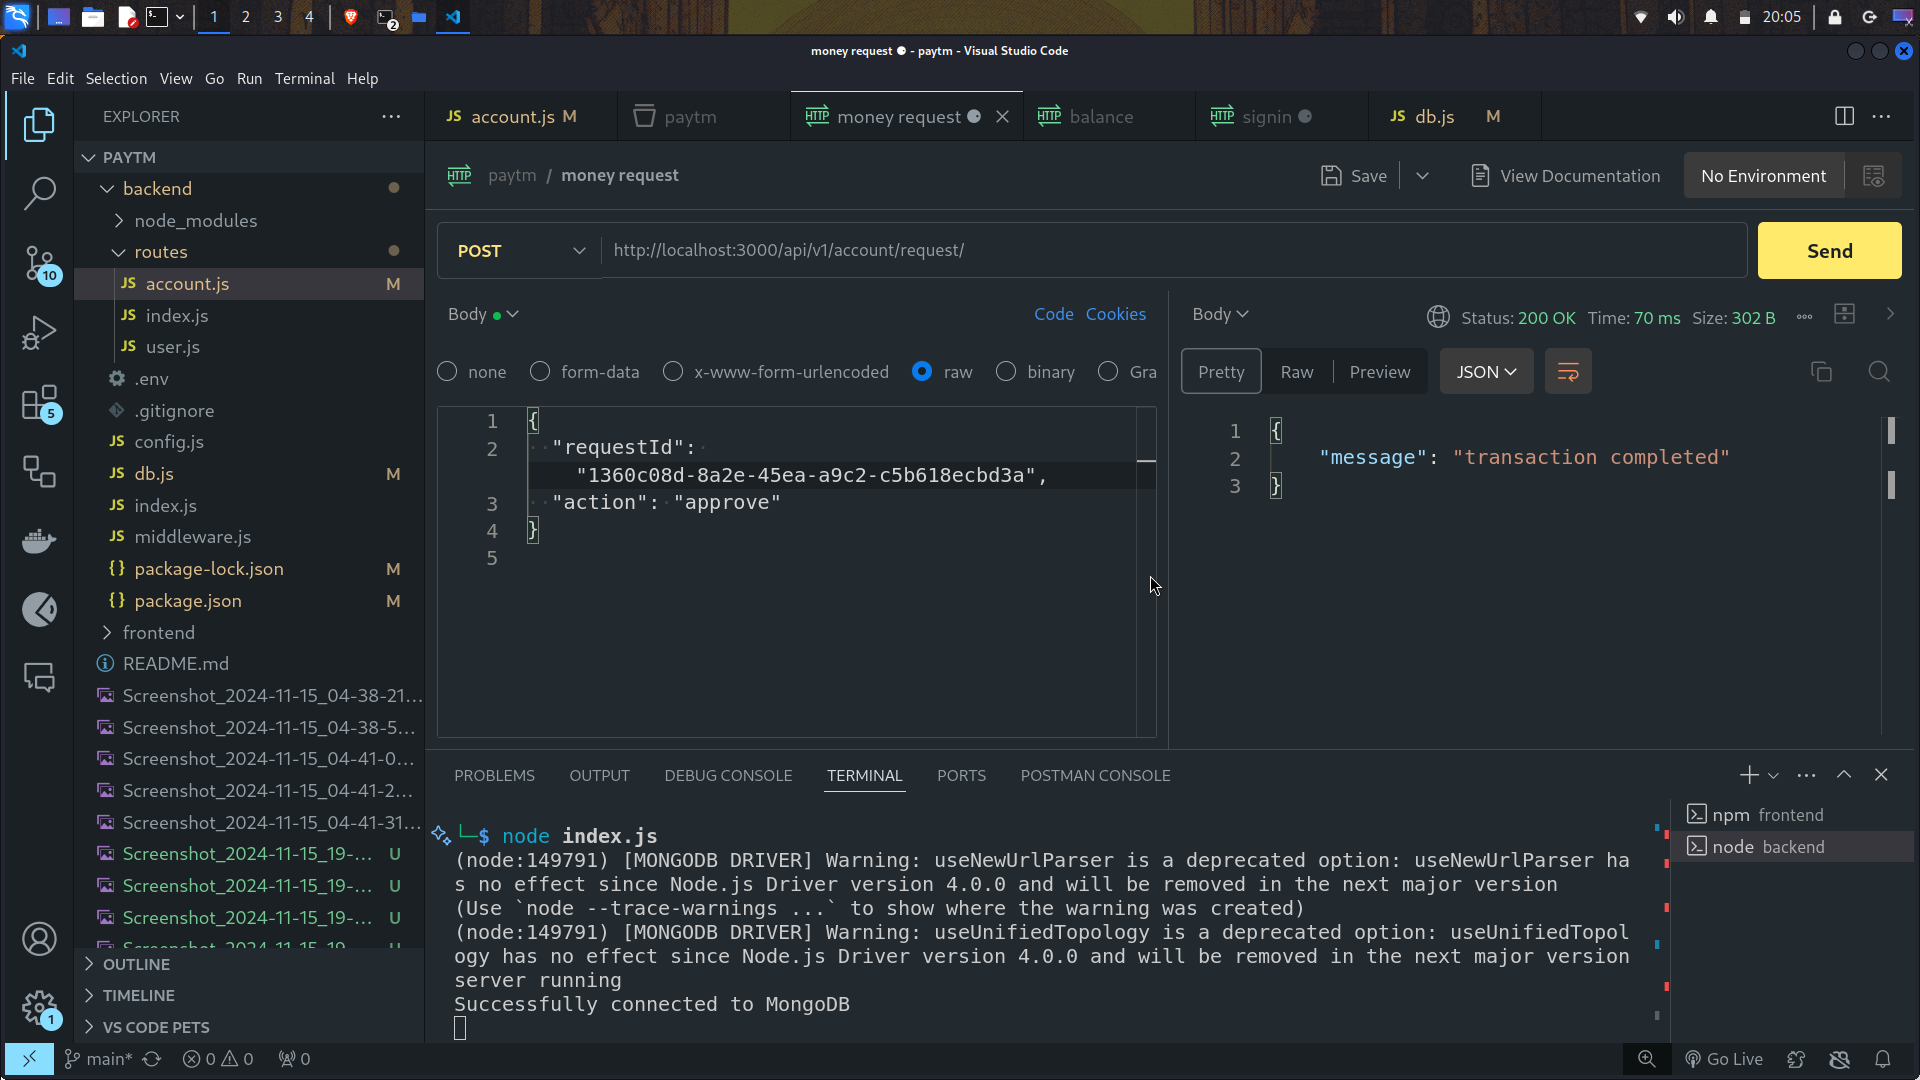 1 2 3 4
2
20:05
money request ● - paytm - Visual Studio Code
File Edit Selection View Go Run Terminal Help
EXPLORER
PAYTM
backend
node_modules
routes
JS account.js M
JS index.js
JS user.js
.env
.gitignore
JS config.js
JS db.js M
JS index.js
JS middleware.js
{} package-lock.json M
{} package.json M
frontend
README.md
Screenshot_2024-11-15_04-38-21...
Screenshot_2024-11-15_04-38-5...
Screenshot_2024-11-15_04-41-0...
Screenshot_2024-11-15_04-41-2...
Screenshot_2024-11-15_04-41-31...
Screenshot_2024-11-15_19-... U
Screenshot_2024-11-15_19-... U
Screenshot_2024-11-15_19-... U
OUTLINE
TIMELINE
VS CODE PETS
10
5
1
JS account.js M
paytm
HTTP money request
HTTP balance
HTTP signin
JS db.js M
HTTP paytm / money request
Save
View Documentation
No Environment
POST
http://localhost:3000/api/v1/account/request/
Send
Body
Code Cookies
none form-data x-www-form-urlencoded raw binary Gra
1 {
2 "requestId":
"1360c08d-8a2e-45ea-a9c2-c5b618ecbd3a",
3 "action": "approve"
4 }
5
Body
Status: 200 OK Time: 70 ms Size: 302 B
Pretty Raw Preview JSON
1 {
2 "message": "transaction completed"
3 }
PROBLEMS OUTPUT DEBUG CONSOLE TERMINAL PORTS POSTMAN CONSOLE
└─$ node index.js
(node:149791) [MONGODB DRIVER] Warning: useNewUrlParser is a deprecated option: useNewUrlParser ha
s no effect since Node.js Driver version 4.0.0 and will be removed in the next major version
(Use `node --trace-warnings ...` to show where the warning was created)
(node:149791) [MONGODB DRIVER] Warning: useUnifiedTopology is a deprecated option: useUnifiedTopol
ogy has no effect since Node.js Driver version 4.0.0 and will be removed in the next major version
server running
Successfully connected to MongoDB
npm frontend
node backend
main* 0 0 0
Go Live